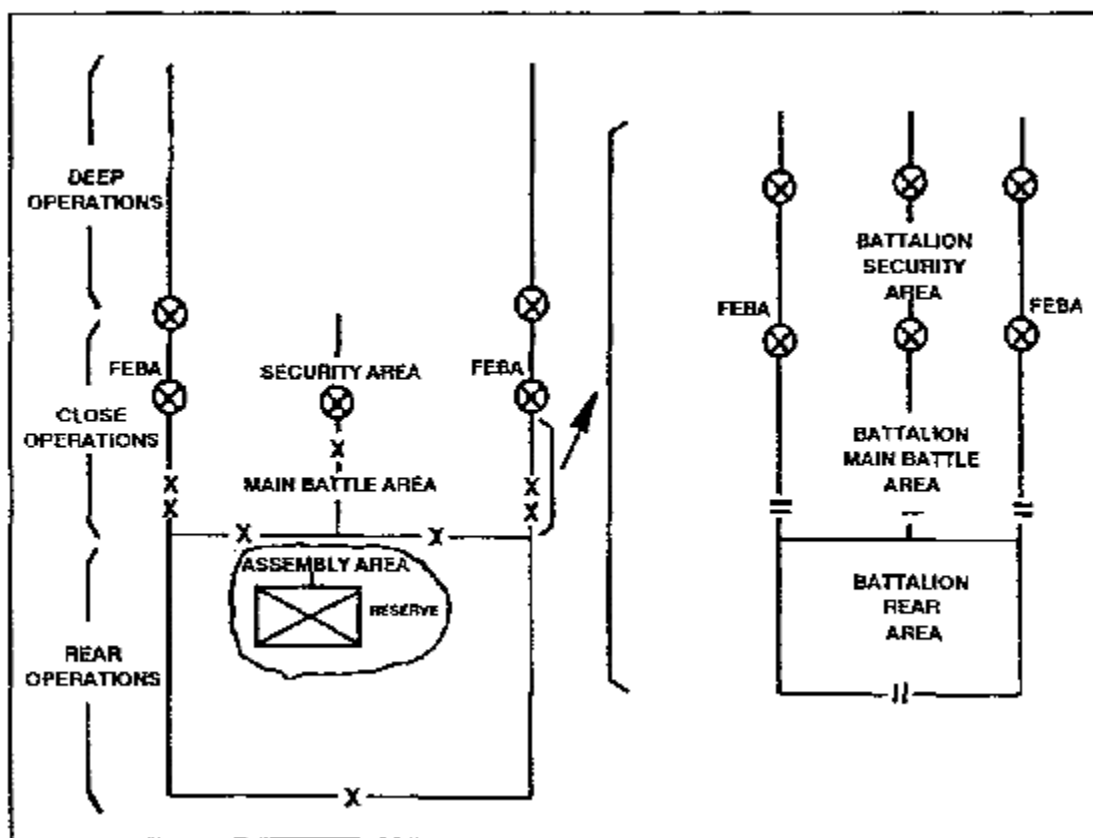 DEEP
OPERATIONS
FEBA
SECURITY AREA
FEBA
CLOSE
OPERATIONS
X
MAIN BATTLE AREA
X
X
X
X
X
X
ASSEMBLY AREA
RESERVE
REAR
OPERATIONS
X
BATTALION
SECURITY
AREA
FEBA
FEBA
BATTALION
MAIN BATTLE
AREA
BATTALION
REAR
AREA